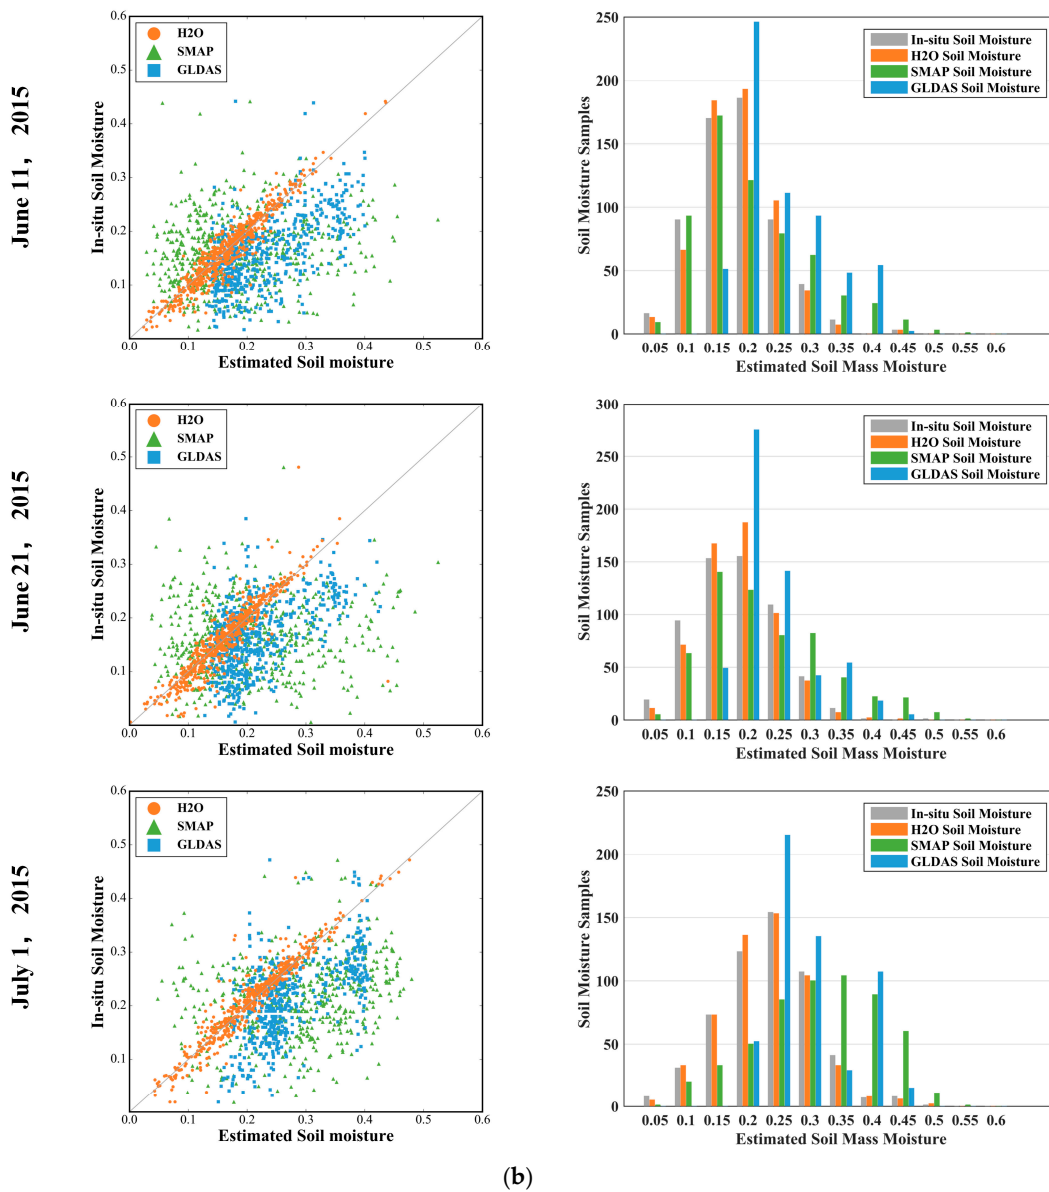 June 11, 2015
0.6
0.5
0.4
0.3
0.2
0.1
0.0 0.1 0.2 0.3 0.4 0.5 0.6
In-situ Soil Moisture
Estimated Soil moisture
H2O
SMAP
GLDAS
250
200
150
100
50
0
0.05 0.1 0.15 0.2 0.25 0.3 0.35 0.4 0.45 0.5 0.55 0.6
Soil Moisture Samples
Estimated Soil Mass Moisture
In-situ Soil Moisture
H2O Soil Moisture
SMAP Soil Moisture
GLDAS Soil Moisture
June 21, 2015
0.6
0.5
0.4
0.3
0.2
0.1
0.0 0.1 0.2 0.3 0.4 0.5 0.6
In-situ Soil Moisture
Estimated Soil moisture
H2O
SMAP
GLDAS
300
250
200
150
100
50
0
0.05 0.1 0.15 0.2 0.25 0.3 0.35 0.4 0.45 0.5 0.55 0.6
Soil Moisture Samples
Estimated Soil Mass Moisture
In-situ Soil Moisture
H2O Soil Moisture
SMAP Soil Moisture
GLDAS Soil Moisture
July 1, 2015
0.6
0.5
0.4
0.3
0.2
0.1
0.0 0.1 0.2 0.3 0.4 0.5 0.6
In-situ Soil Moisture
Estimated Soil moisture
H2O
SMAP
GLDAS
250
200
150
100
50
0
0.05 0.1 0.15 0.2 0.25 0.3 0.35 0.4 0.45 0.5 0.55 0.6
Soil Moisture Samples
Estimated Soil Mass Moisture
In-situ Soil Moisture
H2O Soil Moisture
SMAP Soil Moisture
GLDAS Soil Moisture
(b)